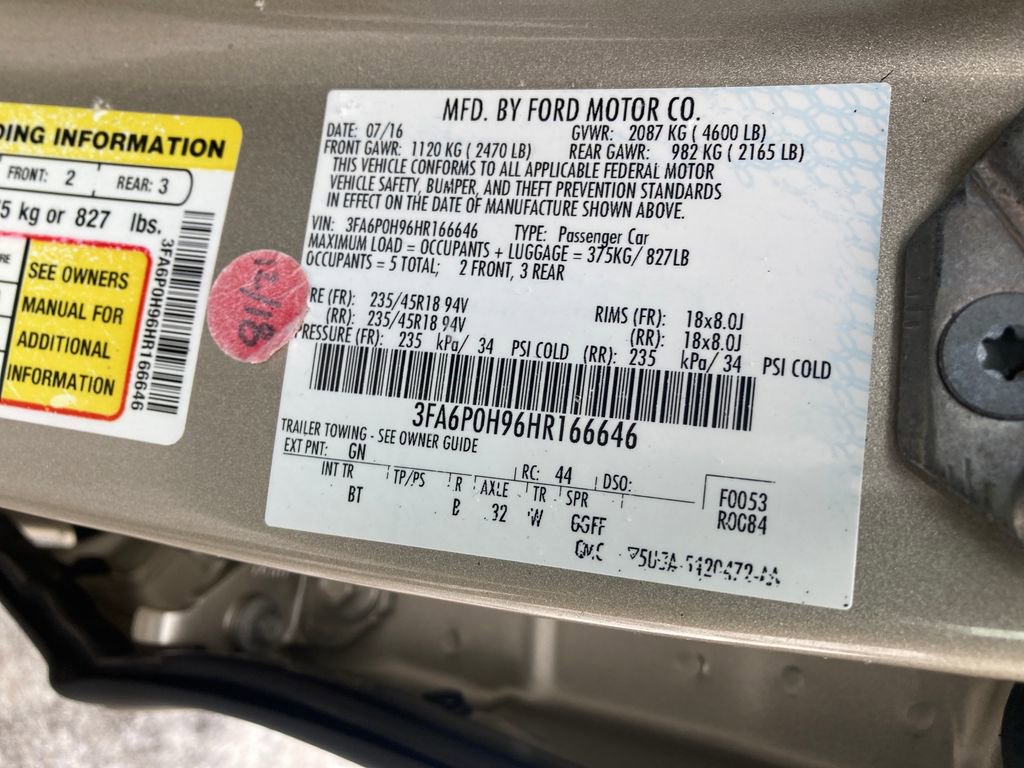 DING INFORMATION
FRONT: 2
REAR: 3
5 kg or 827 lbs.
RE
SEE OWNERS
MANUAL FOR
ADDITIONAL
INFORMATION
3FA6P0H96HR166646
12/18
MFD. BY FORD MOTOR CO.
DATE: 07/16 GVWR: 2087 KG ( 4600 LB)
FRONT GAWR: 1120 KG ( 2470 LB) REAR GAWR: 982 KG ( 2165 LB)
THIS VEHICLE CONFORMS TO ALL APPLICABLE FEDERAL MOTOR
VEHICLE SAFETY, BUMPER, AND THEFT PREVENTION STANDARDS
IN EFFECT ON THE DATE OF MANUFACTURE SHOWN ABOVE.
VIN: 3FA6P0H96HR166646 TYPE: Passenger Car
MAXIMUM LOAD = OCCUPANTS + LUGGAGE = 375KG/ 827LB
OCCUPANTS = 5 TOTAL; 2 FRONT, 3 REAR
RE (FR): 235/45R18 94V RIMS (FR): 18x8.0J
(RR): 235/45R18 94V (RR): 18x8.0J
PRESSURE (FR): 235 kPa/ 34 PSI COLD (RR): 235 kPa/ 34 PSI COLD
3FA6P0H96HR166646
TRAILER TOWING - SEE OWNER GUIDE
EXT PNT: GN RC: 44 DSO:
INT TR TP/PS R AXLE TR SPR
BT B 32 W GGFF
F0053
R0C84